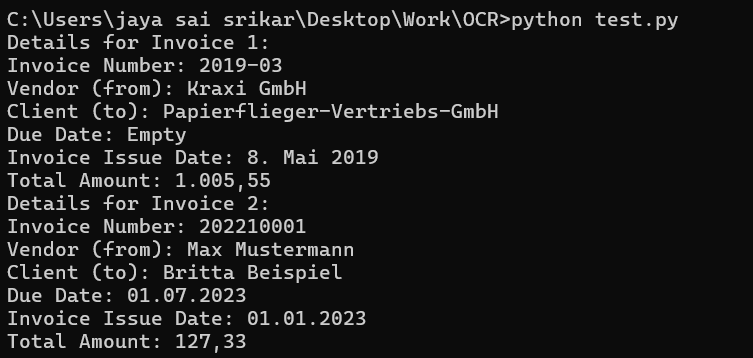 C:\Users\jaya sai srikar\Desktop\Work\OCR>python test.py
Details for Invoice 1:
Invoice Number: 2019-03
Vendor (from): Kraxi GmbH
Client (to): Papierflieger-Vertriebs-GmbH
Due Date: Empty
Invoice Issue Date: 8. Mai 2019
Total Amount: 1.005,55
Details for Invoice 2:
Invoice Number: 202210001
Vendor (from): Max Mustermann
Client (to): Britta Beispiel
Due Date: 01.07.2023
Invoice Issue Date: 01.01.2023
Total Amount: 127,33